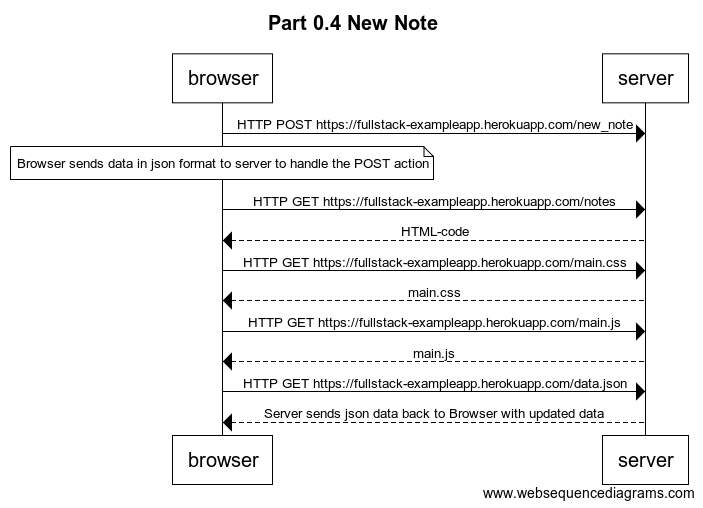 Part 0.4 New Note
browser
server
HTTP POST https://fullstack-exampleapp.herokuapp.com/new_note
Browser sends data in json format to server to handle the POST action
HTTP GET https://fullstack-exampleapp.herokuapp.com/notes
HTML-code
HTTP GET https://fullstack-exampleapp.herokuapp.com/main.css
main.css
HTTP GET https://fullstack-exampleapp.herokuapp.com/main.js
main.js
HTTP GET https://fullstack-exampleapp.herokuapp.com/data.json
Server sends json data back to Browser with updated data
browser
server
www.websequencediagrams.com